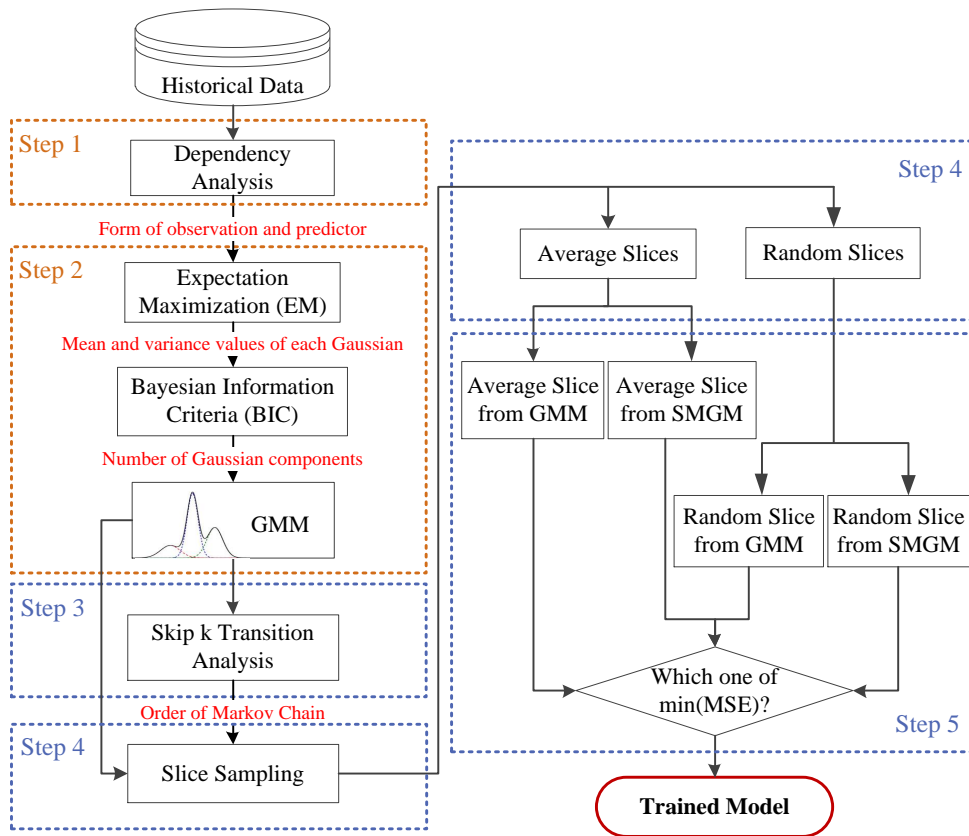 Historical Data
Step 1
Dependency
Analysis
Form of observation and predictor
Step 2
Expectation
Maximization (EM)
Mean and variance values of each Gaussian
Bayesian Information
Criteria (BIC)
Number of Gaussian components
GMM
Step 3
Skip k Transition
Analysis
Order of Markov Chain
Step 4
Slice Sampling
Step 4
Average Slices
Random Slices
Average Slice
from GMM
Average Slice
from SMGM
Random Slice
from GMM
Random Slice
from SMGM
Which one of
min(MSE)?
Step 5
Trained Model